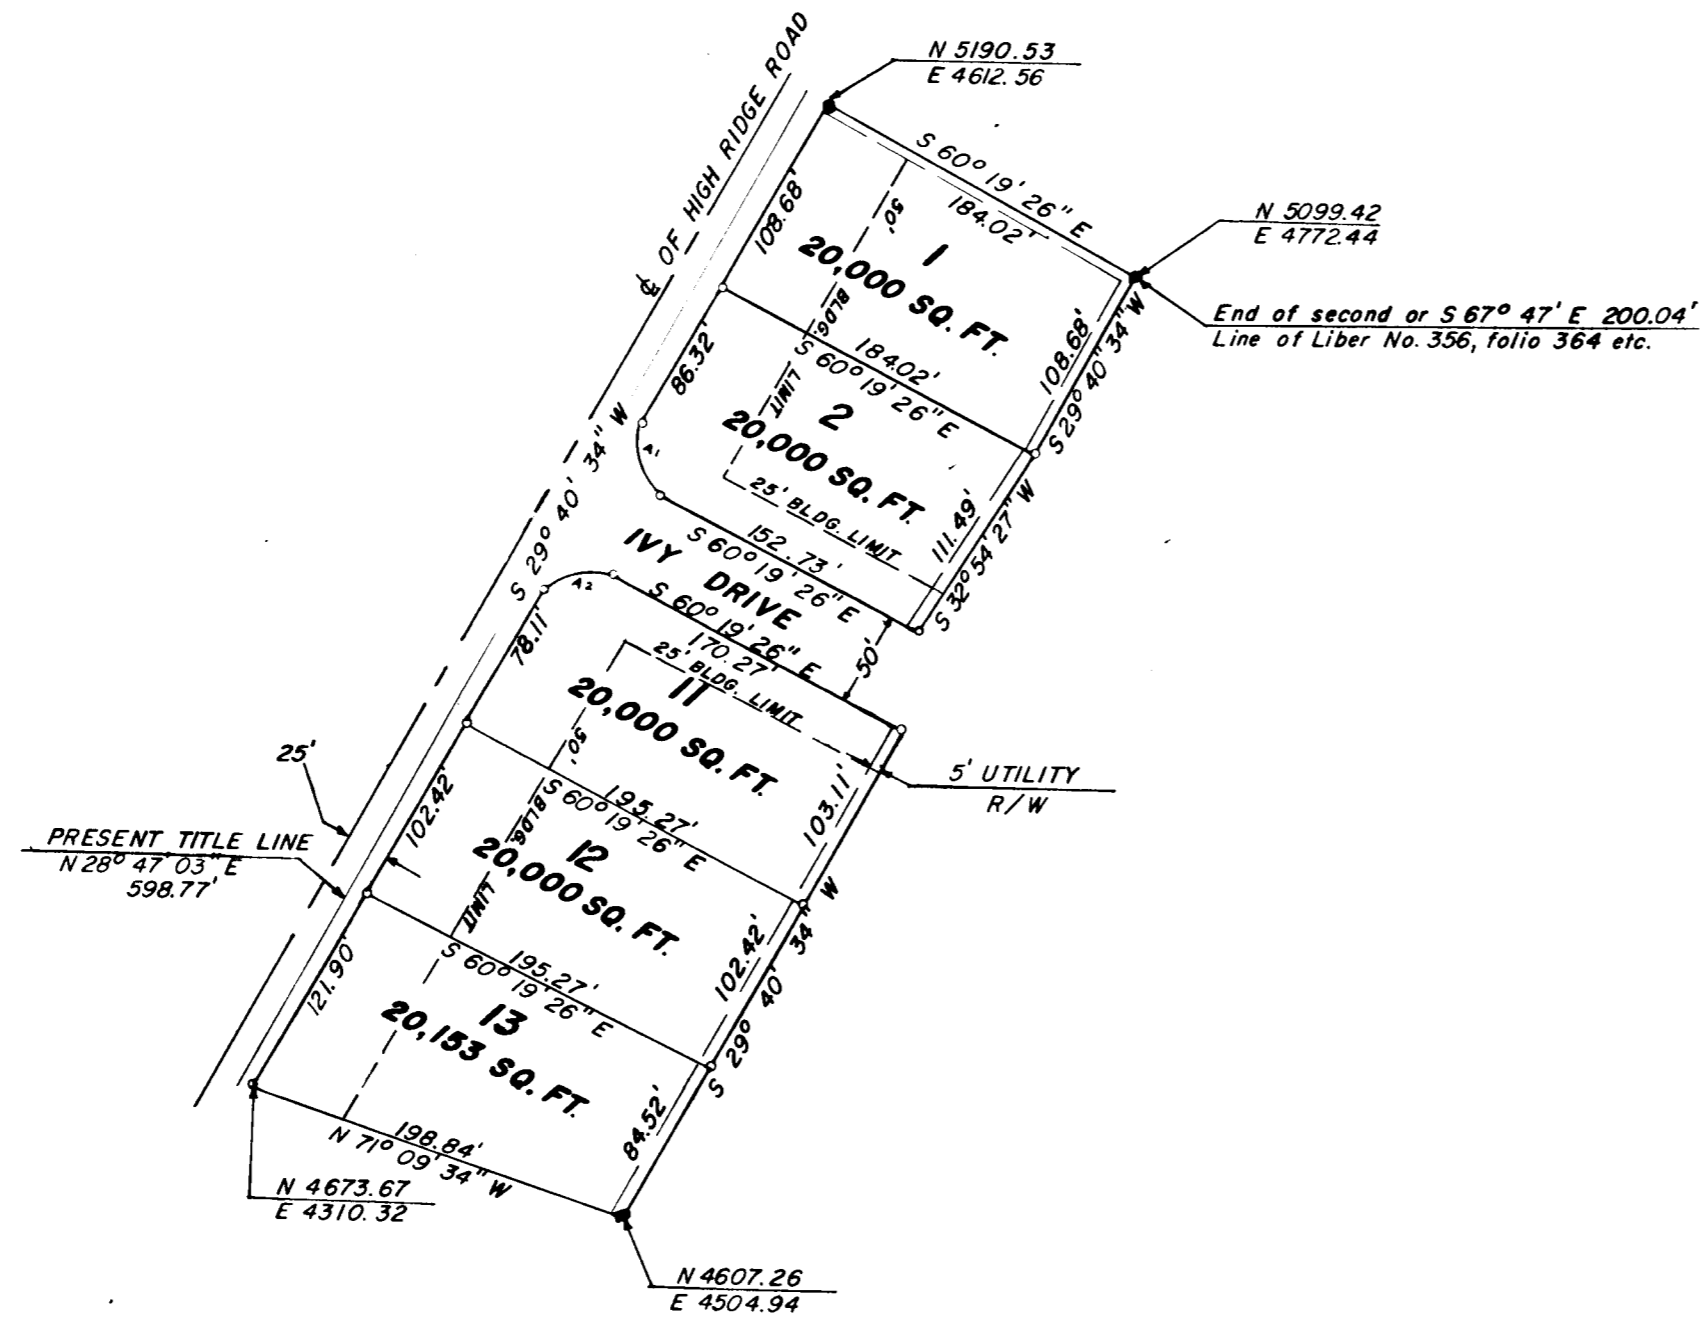 ℄ OF HIGH RIDGE ROAD
N 5190.53
E 4612.56
S 60° 19' 26" E
184.02'
N 5099.42
E 4772.44
End of second or S 67° 47' E 200.04'
Line of Liber No. 356, folio 364 etc.
108.68'
50'
BLDG.
LIMIT
1
20,000 SQ. FT.
108.68'
S 29° 40' 34" W
184.02'
S 60° 19' 26" E
86.32'
2
20,000 SQ. FT.
A1
25' BLDG. LIMIT
111.49'
S 32° 54' 27" W
152.73'
S 60° 19' 26" E
S 29° 40' 34" W
IVY DRIVE
50'
A2
S 60° 19' 26" E
170.27'
25' BLDG. LIMIT
78.11'
11
20,000 SQ. FT.
50'
BLDG.
LIMIT
103.11'
5' UTILITY
R/W
25'
195.27'
S 60° 19' 26" E
102.42'
12
20,000 SQ. FT.
PRESENT TITLE LINE
N 28° 47' 03" E
598.77'
102.42'
S 29° 40' 34" W
195.27'
S 60° 19' 26" E
121.90'
13
20,153 SQ. FT.
84.52'
198.84'
N 71° 09' 34" W
N 4673.67
E 4310.32
N 4607.26
E 4504.94